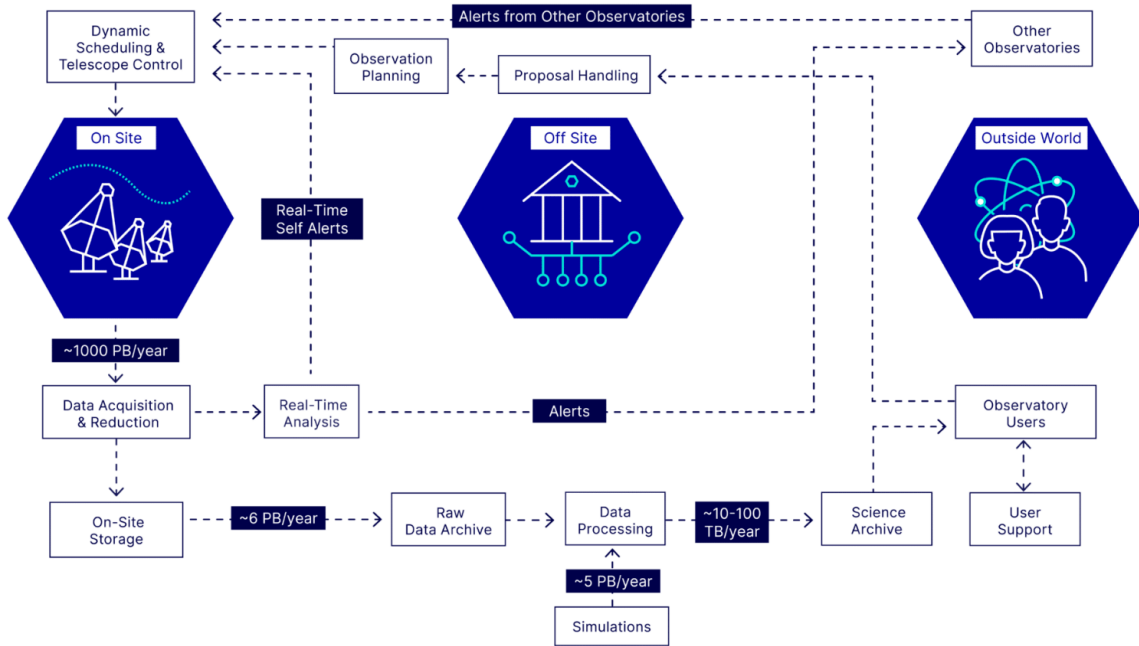 Alerts from Other Observatories
Dynamic
Scheduling &
Telescope Control
Observation
Planning
Proposal Handling
Other
Observatories
On Site
Off Site
Outside World
Real-Time
Self Alerts
~1000 PB/year
Data Acquisition
& Reduction
Real-Time
Analysis
Alerts
Observatory
Users
On-Site
Storage
~6 PB/year
Raw
Data Archive
Data
Processing
~10-100
TB/year
Science
Archive
User
Support
~5 PB/year
Simulations